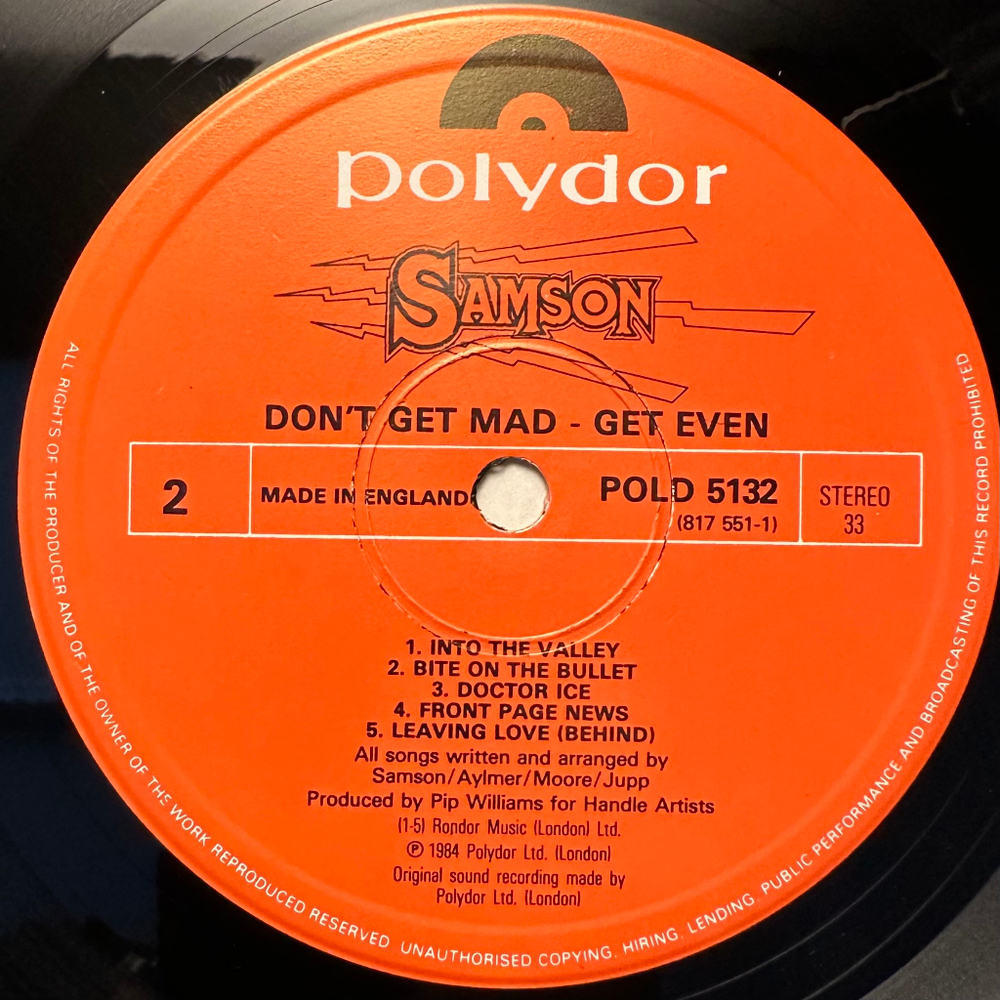 polydor
SAMSON
DON'T GET MAD - GET EVEN
2
MADE IN ENGLAND
POLD 5132
(817 551-1)
STEREO
33
1. INTO THE VALLEY
2. BITE ON THE BULLET
3. DOCTOR ICE
4. FRONT PAGE NEWS
5. LEAVING LOVE (BEHIND)
All songs written and arranged by
Samson/Aylmer/Moore/Jupp
Produced by Pip Williams for Handle Artists
(1-5) Rondor Music (London) Ltd.
℗ 1984 Polydor Ltd. (London)
Original sound recording made by
Polydor Ltd. (London)
ALL RIGHTS OF THE PRODUCER AND OF THE OWNER OF THE WORK REPRODUCED RESERVED. UNAUTHORISED COPYING, HIRING, LENDING, PUBLIC PERFORMANCE AND BROADCASTING OF THIS RECORD PROHIBITED